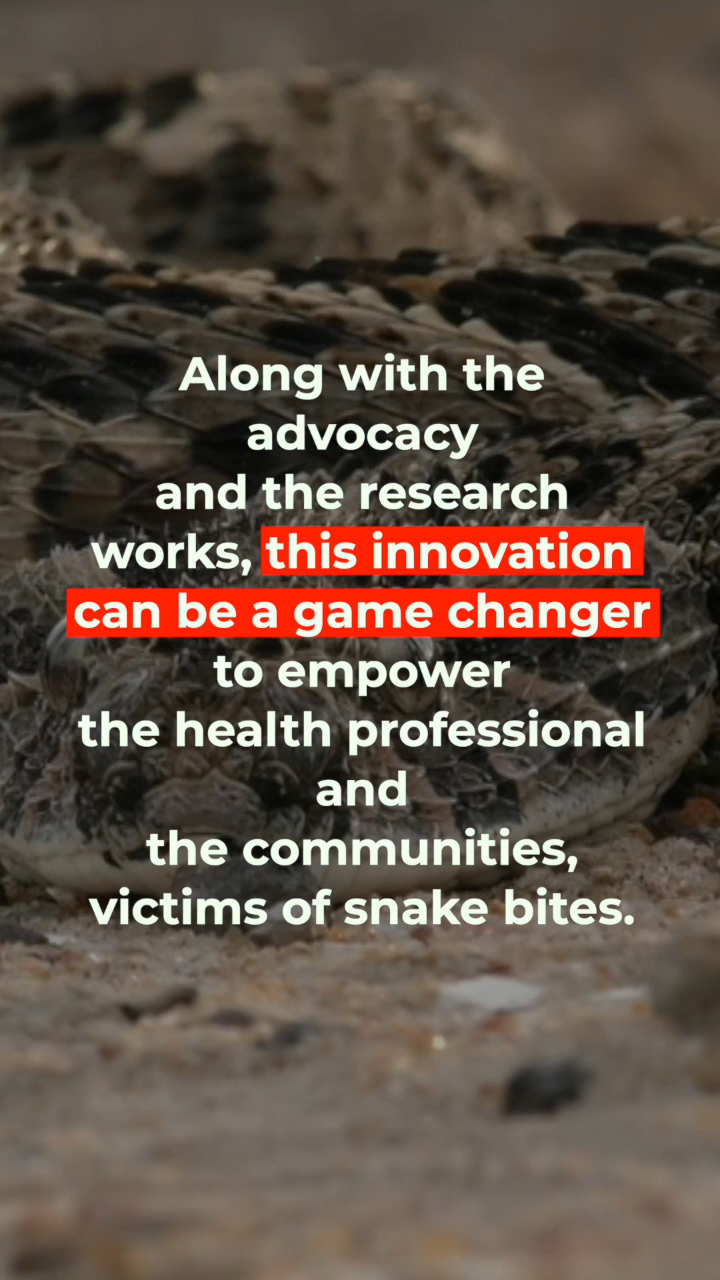 Along with the
advocacy
and the research
works, this innovation
can be a game changer
to empower
the health professional
and
the communities,
victims of snake bites.